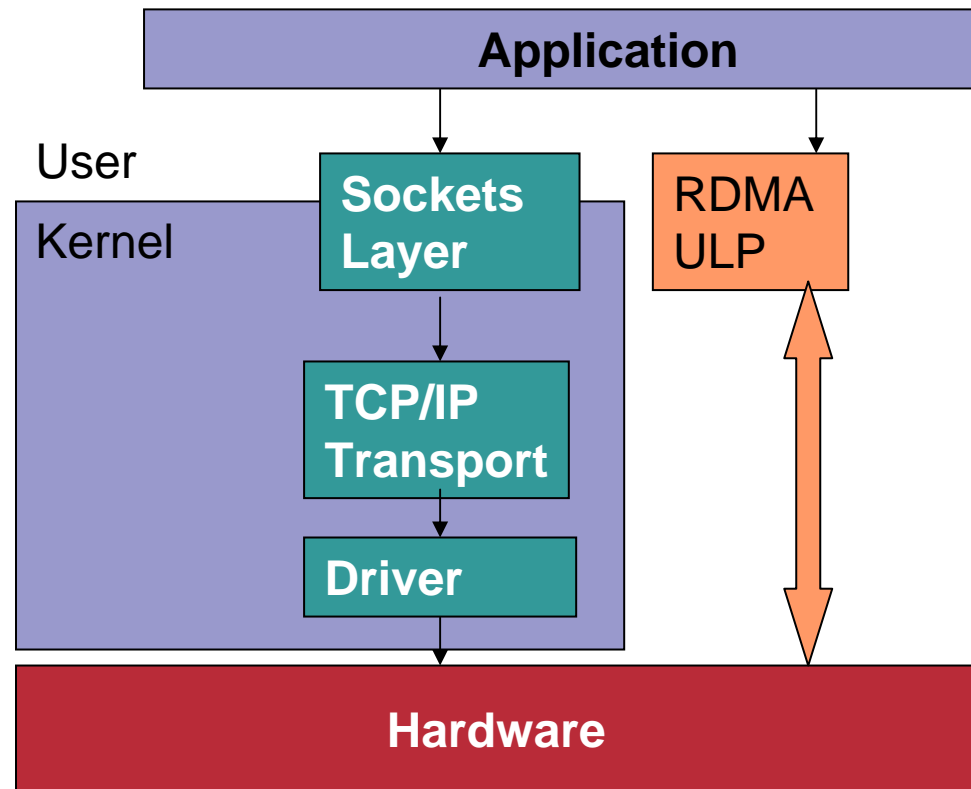 Application
User
Kernel
Sockets
Layer
RDMA
ULP
TCP/IP
Transport
Driver
Hardware